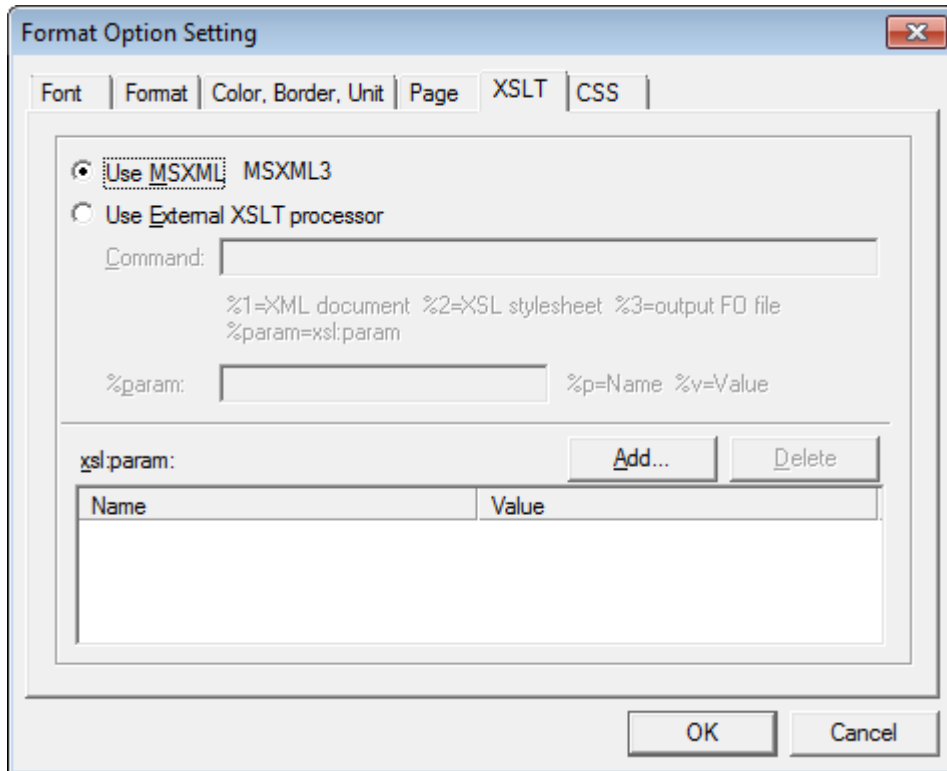 Format Option Setting
Font Format Color, Border, Unit Page XSLT CSS
Use MSXML MSXML3
Use External XSLT processor
Command:
%1=XML document %2=XSL stylesheet %3=output FO file
%param=xsl:param
%param: %p=Name %v=Value
xsl:param: Add... Delete
Name Value
OK Cancel